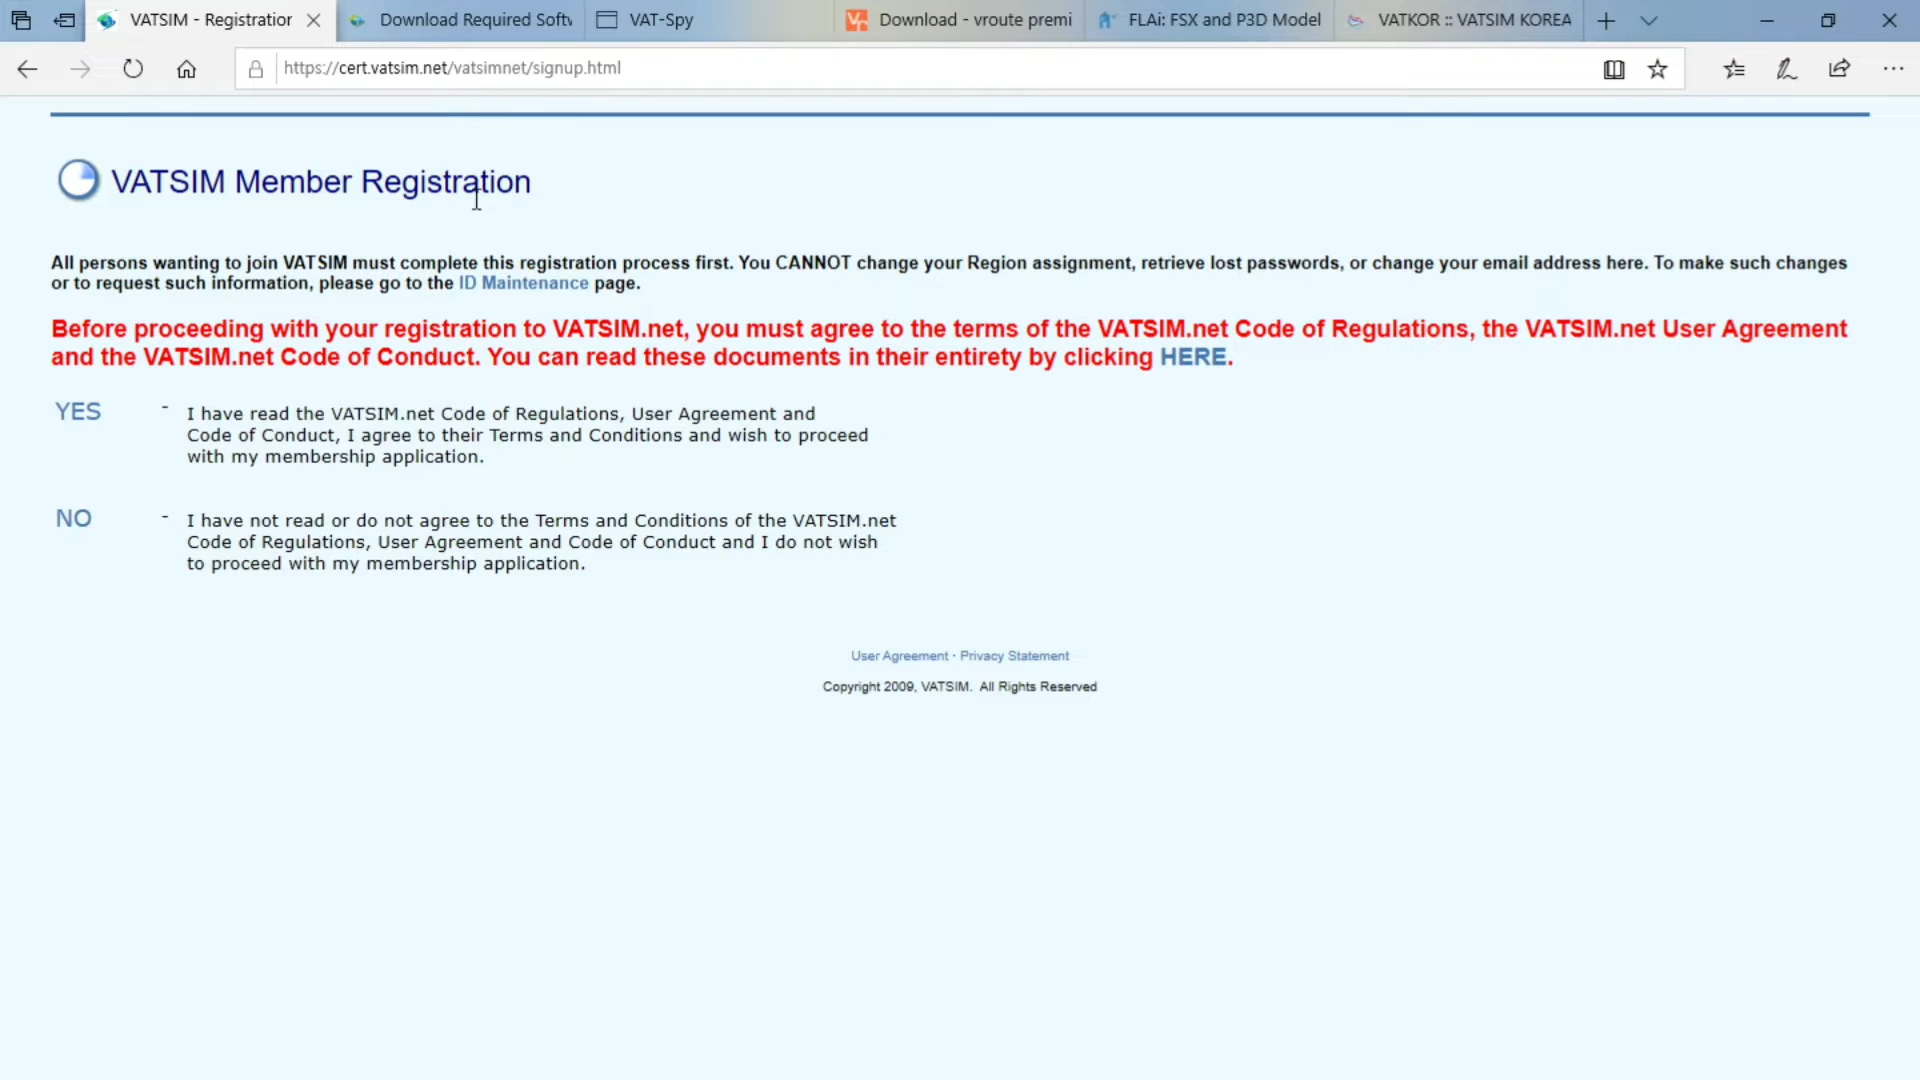 VATSIM - Registration
Download Required Softw
VAT-Spy
Download - vroute premi
FLAi: FSX and P3D Model
VATKOR :: VATSIM KOREA
https://cert.vatsim.net/vatsimnet/signup.html
VATSIM Member Registration
All persons wanting to join VATSIM must complete this registration process first. You CANNOT change your Region assignment, retrieve lost passwords, or change your email address here. To make such changes
or to request such information, please go to the ID Maintenance page.
Before proceeding with your registration to VATSIM.net, you must agree to the terms of the VATSIM.net Code of Regulations, the VATSIM.net User Agreement
and the VATSIM.net Code of Conduct. You can read these documents in their entirety by clicking HERE.
YES - I have read the VATSIM.net Code of Regulations, User Agreement and
Code of Conduct, I agree to their Terms and Conditions and wish to proceed
with my membership application.
NO - I have not read or do not agree to the Terms and Conditions of the VATSIM.net
Code of Regulations, User Agreement and Code of Conduct and I do not wish
to proceed with my membership application.
User Agreement · Privacy Statement
Copyright 2009, VATSIM. All Rights Reserved